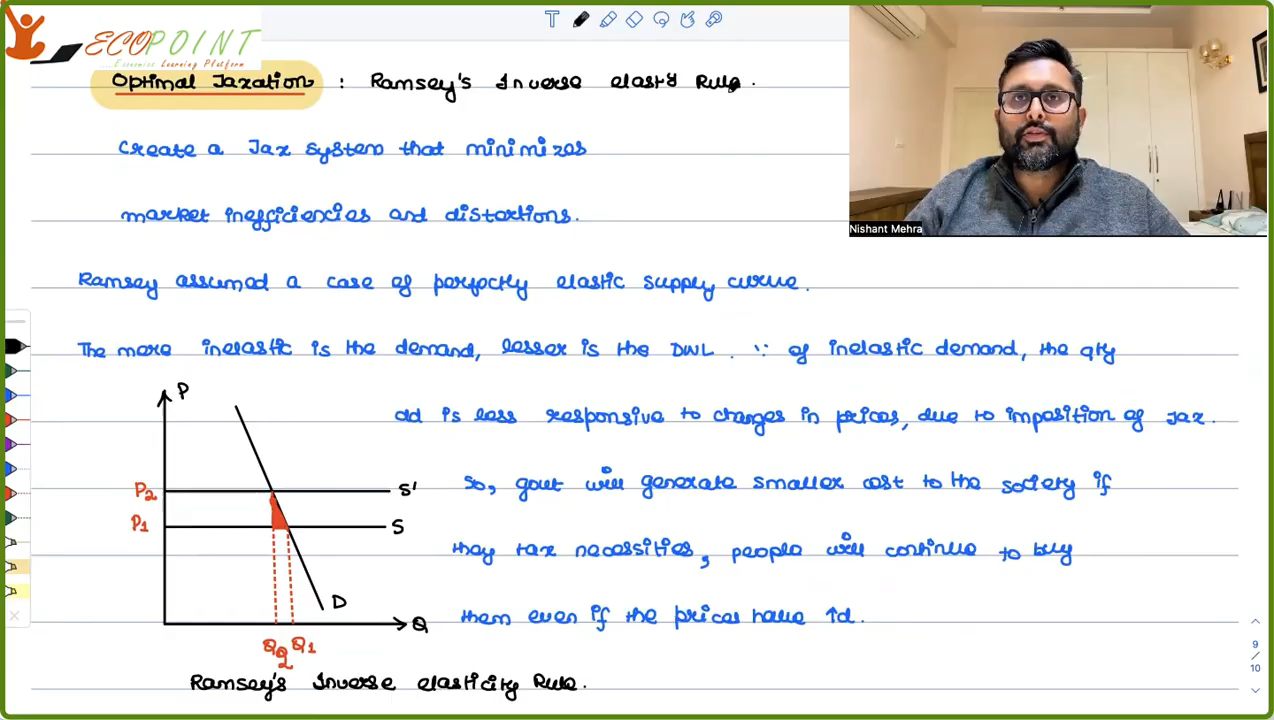 ECOPOINT
....Economics Learning Platform
Optimal Taxation : Ramsey's Inverse elasty Rule.
Create a Tax system that minimizes
market inefficiencies and distortions.
Ramsey assumed a case of perfectly elastic supply curve.
The more inelastic is the demand, lesser is the DWL. ∵ of inelastic demand, the qty
dd is less responsive to changes in prices, due to imposition of Tax.
So, govt will generate smaller cost to the society if
they tax necessities, people will continue to buy
them even if the prices have ↑d.
P
P2
S'
P1
S
D
Q
Q2 Q1
Ramsey's Inverse elasticity Rule.
Nishant Mehra
T
9
/
10